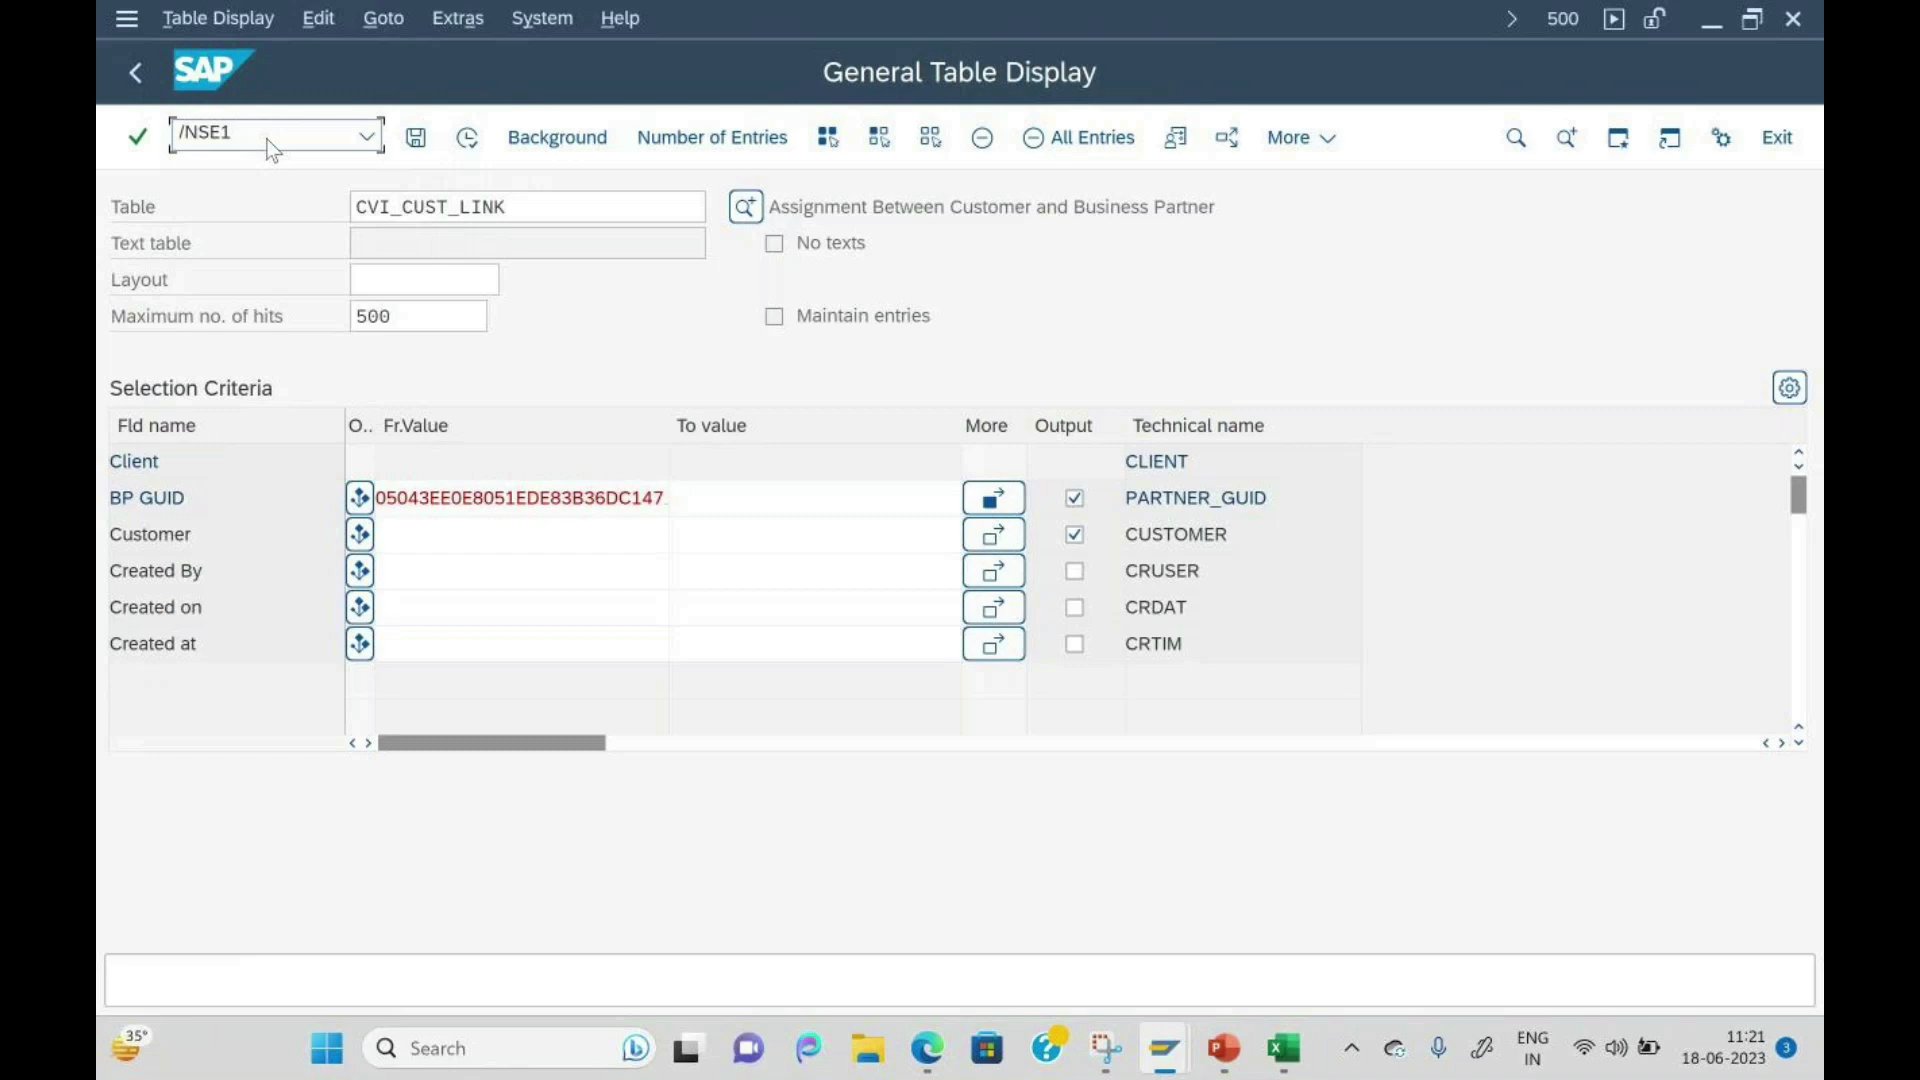 Table Display Edit Goto Extras System Help 500
SAP General Table Display
/NSE1 Background Number of Entries All Entries More Exit
Table CVI_CUST_LINK Assignment Between Customer and Business Partner
Text table No texts
Layout
Maximum no. of hits 500 Maintain entries
Selection Criteria
Fld name O.. Fr.Value To value More Output Technical name
Client CLIENT
BP GUID 05043EE0E8051EDE83B36DC147 PARTNER_GUID
Customer CUSTOMER
Created By CRUSER
Created on CRDAT
Created at CRTIM
35° Search ENG 11:21
IN 18-06-2023 3